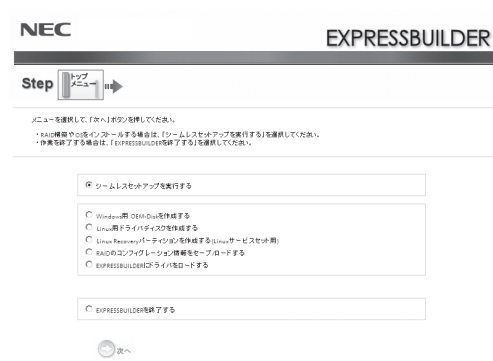 NEC
EXPRESSBUILDER
Step
トップ
メニュー
メニューを選択して、「次へ」ボタンを押してください。
・RAID構築やOSをインストールする場合は、「シームレスセットアップを実行する」を選択してください。
・作業を終了する場合は、「EXPRESSBUILDERを終了する」を選択してください。
シームレスセットアップを実行する
Windows用 OEM-Diskを作成する
Linux用ドライバディスクを作成する
Linux Recoveryパーティションを作成する(Linuxサービスセット用)
RAIDのコンフィグレーション情報をセーブ/ロードする
EXPRESSBUILDERにドライバをロードする
EXPRESSBUILDERを終了する
次へ